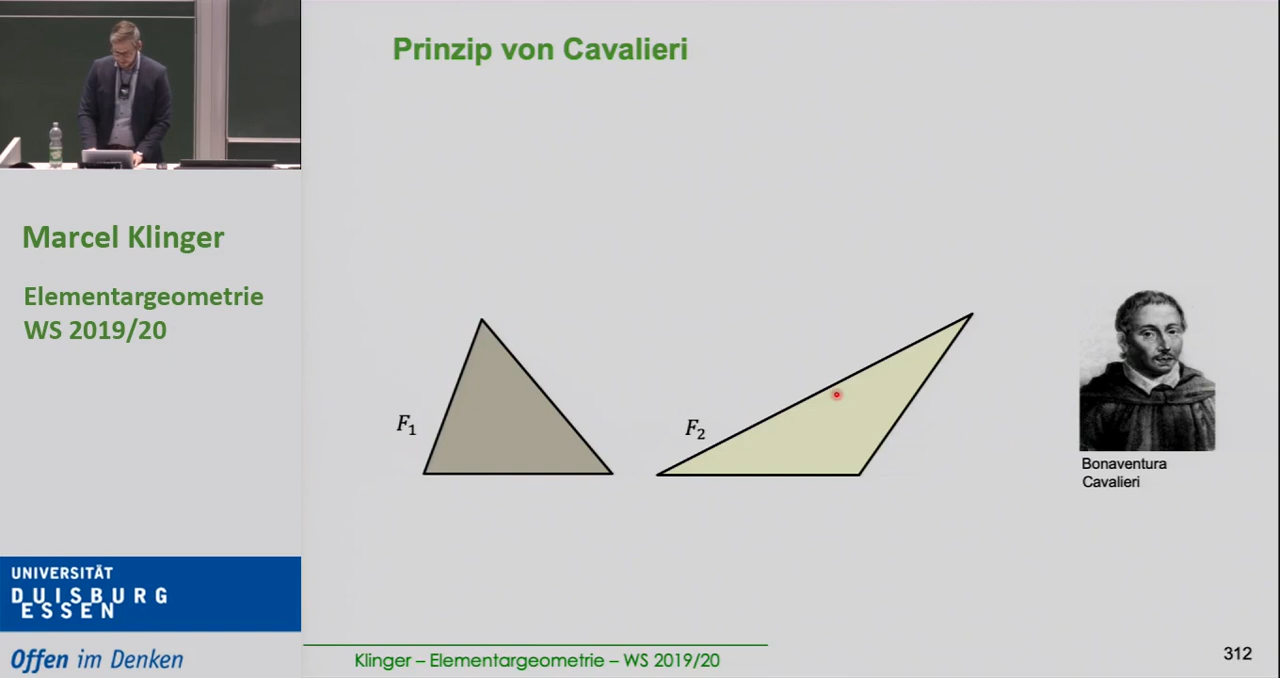 Prinzip von Cavalieri
Marcel Klinger
Elementargeometrie
WS 2019/20
F₁
F₂
Bonaventura
Cavalieri
UNIVERSITÄT
DUISBURG
ESSEN
Offen im Denken
Klinger – Elementargeometrie – WS 2019/20
312